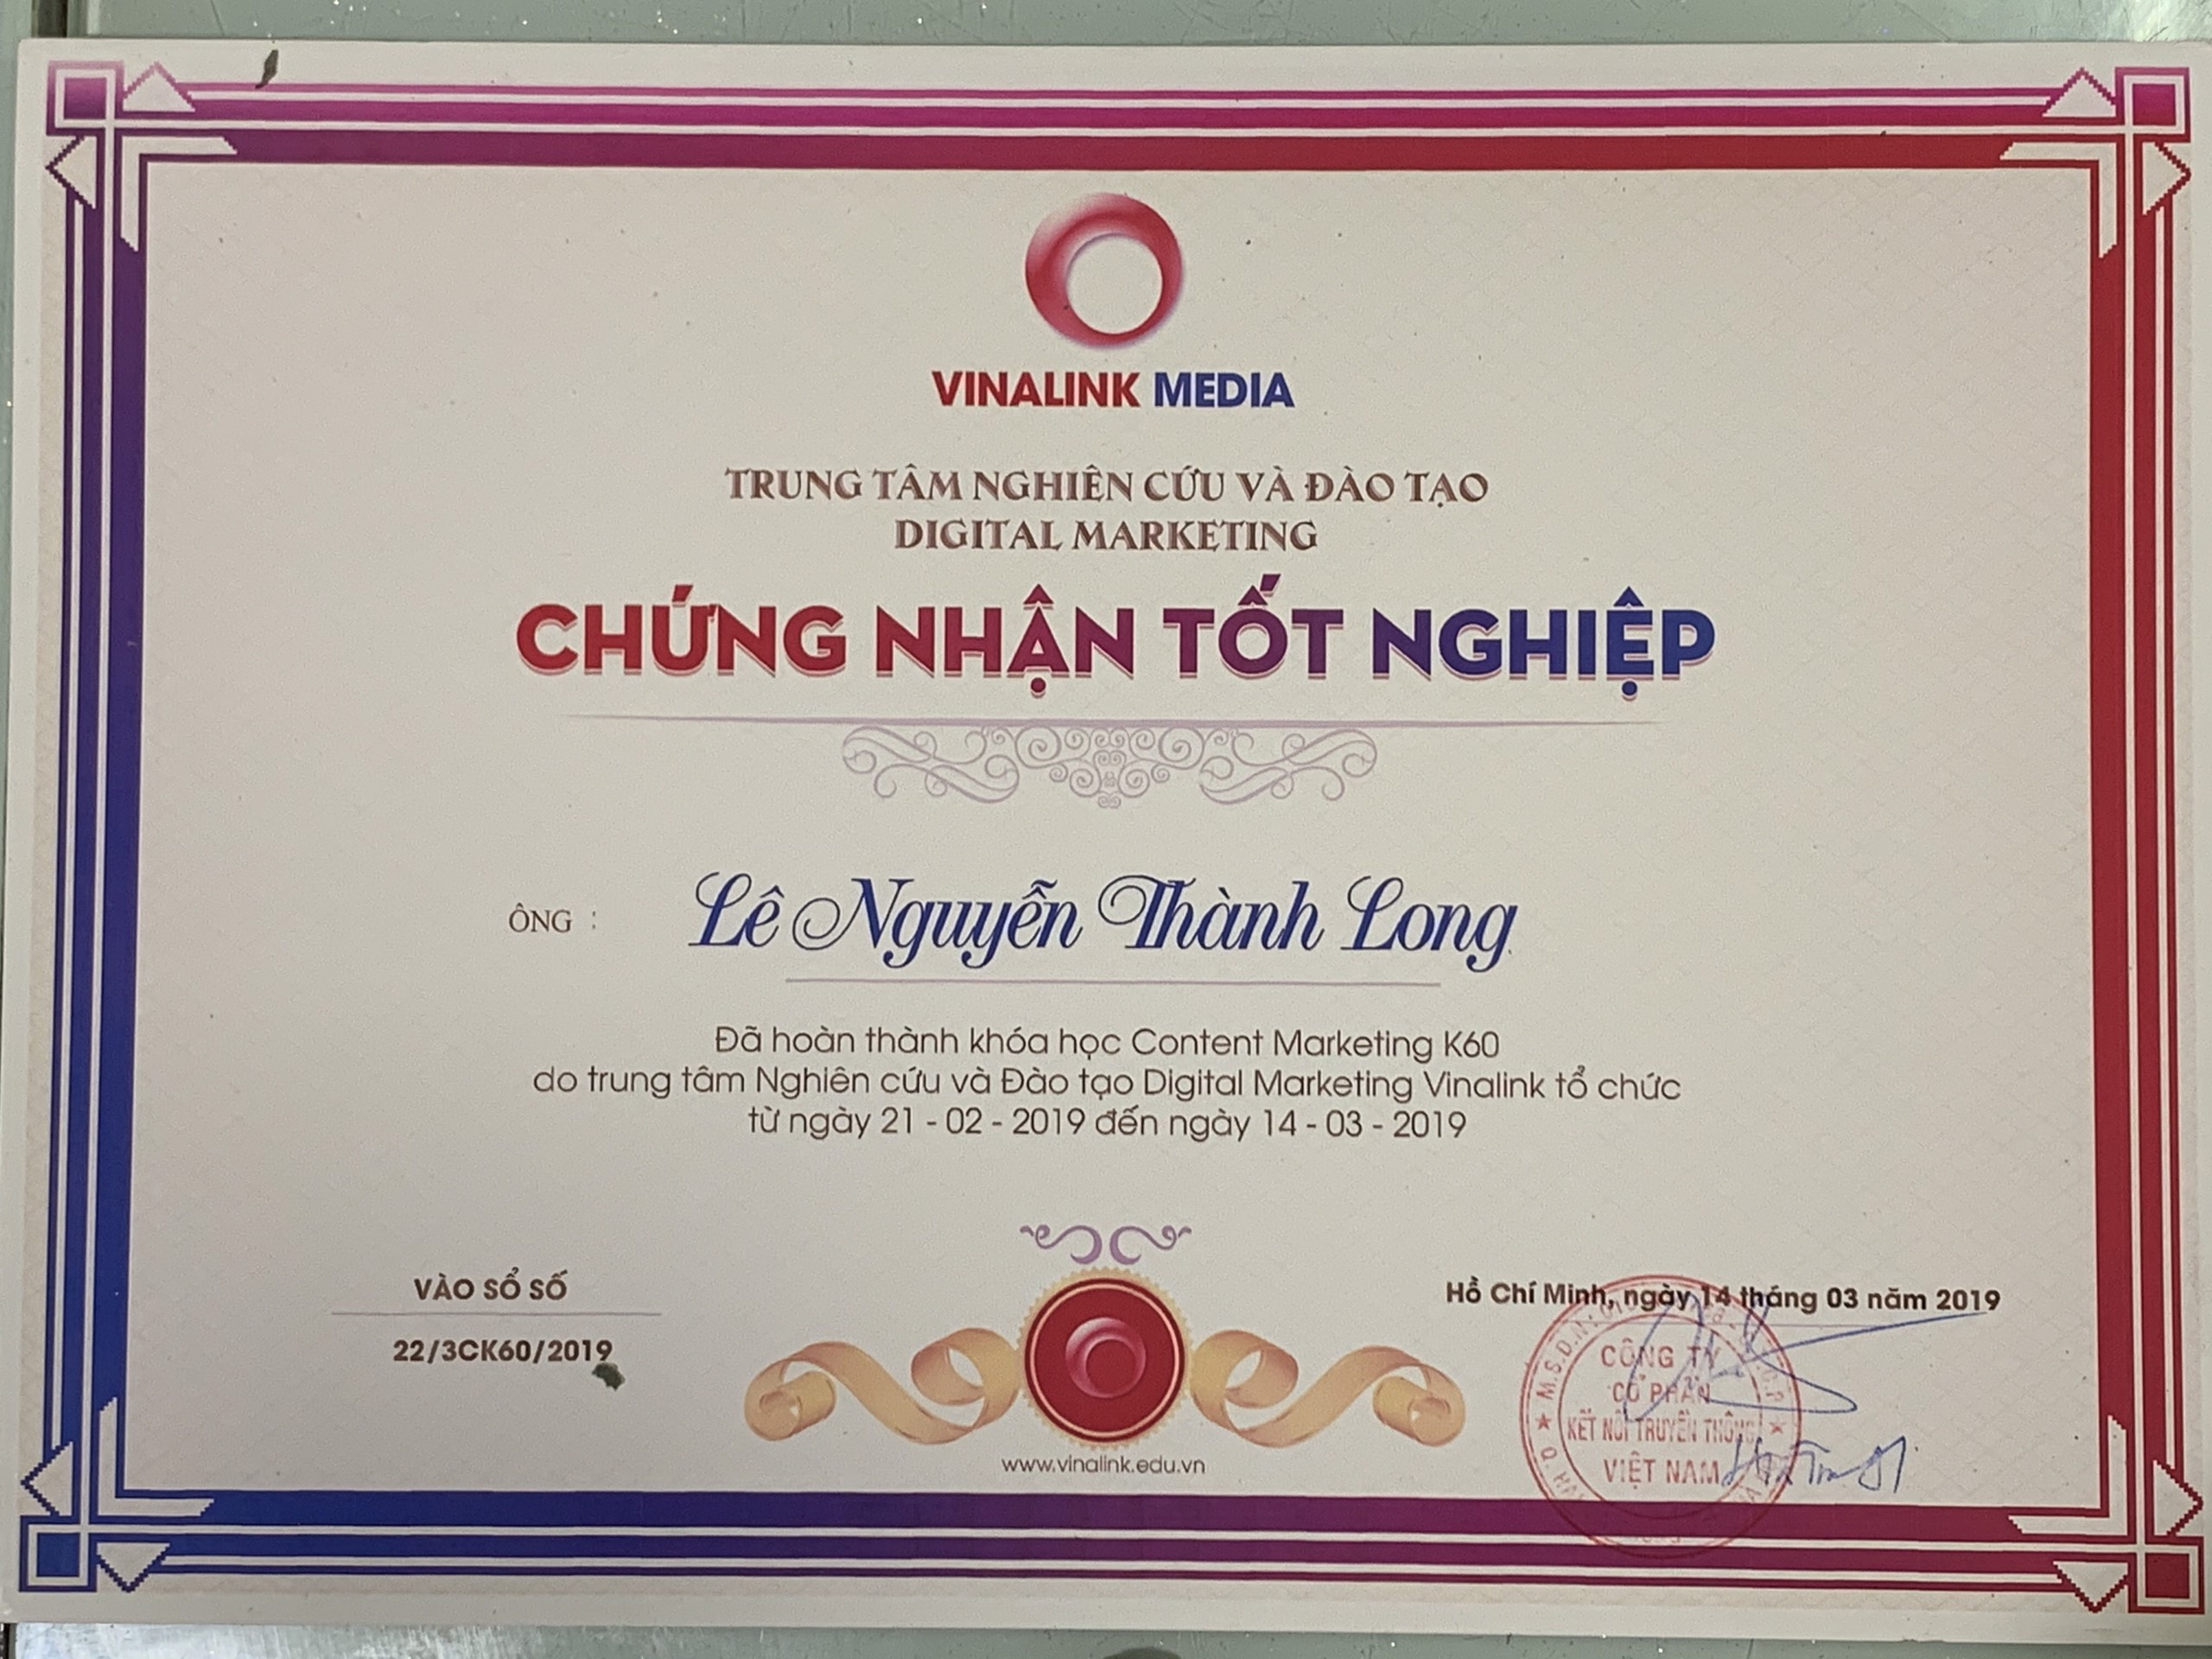 VINALINK MEDIA
TRUNG TÂM NGHIÊN CỨU VÀ ĐÀO TẠO
DIGITAL MARKETING
CHỨNG NHẬN TỐT NGHIỆP
ÔNG : Lê Nguyễn Thành Long
Đã hoàn thành khóa học Content Marketing K60
do trung tâm Nghiên cứu và Đào tạo Digital Marketing Vinalink tổ chức
từ ngày 21 - 02 - 2019 đến ngày 14 - 03 - 2019
VÀO SỔ SỐ
22/3CK60/2019
Hồ Chí Minh, ngày 14 tháng 03 năm 2019
CÔNG TY
CỔ PHẦN
KẾT NỐI TRUYỀN THÔNG
VIỆT NAM
www.vinalink.edu.vn